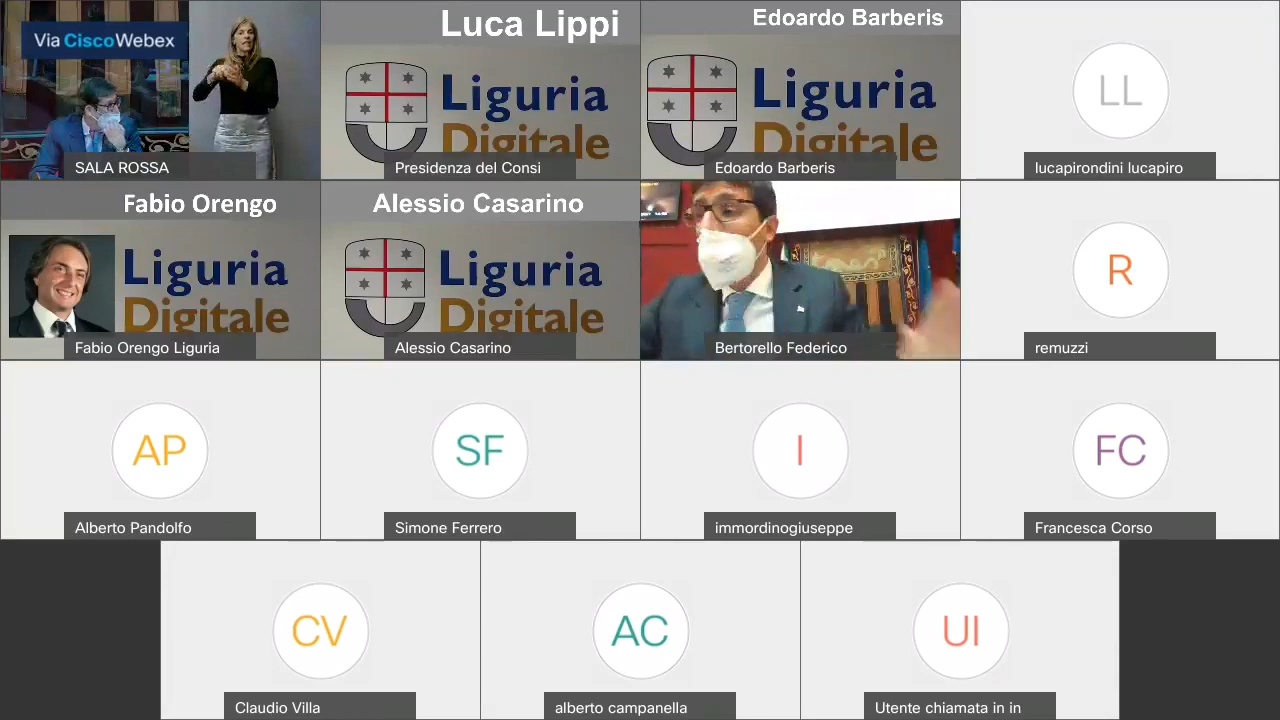 Via Cisco Webex
SALA ROSSA
Luca Lippi
Liguria
Digitale
Presidenza del Consi
Edoardo Barberis
Liguria
Digitale
Edoardo Barberis
LL
lucapirondini lucapiro
Fabio Orengo
Liguria
Digitale
Fabio Orengo Liguria
Alessio Casarino
Liguria
Digitale
Alessio Casarino
Bertorello Federico
R
remuzzi
AP
Alberto Pandolfo
SF
Simone Ferrero
I
immordinogiuseppe
FC
Francesca Corso
CV
Claudio Villa
AC
alberto campanella
UI
Utente chiamata in in